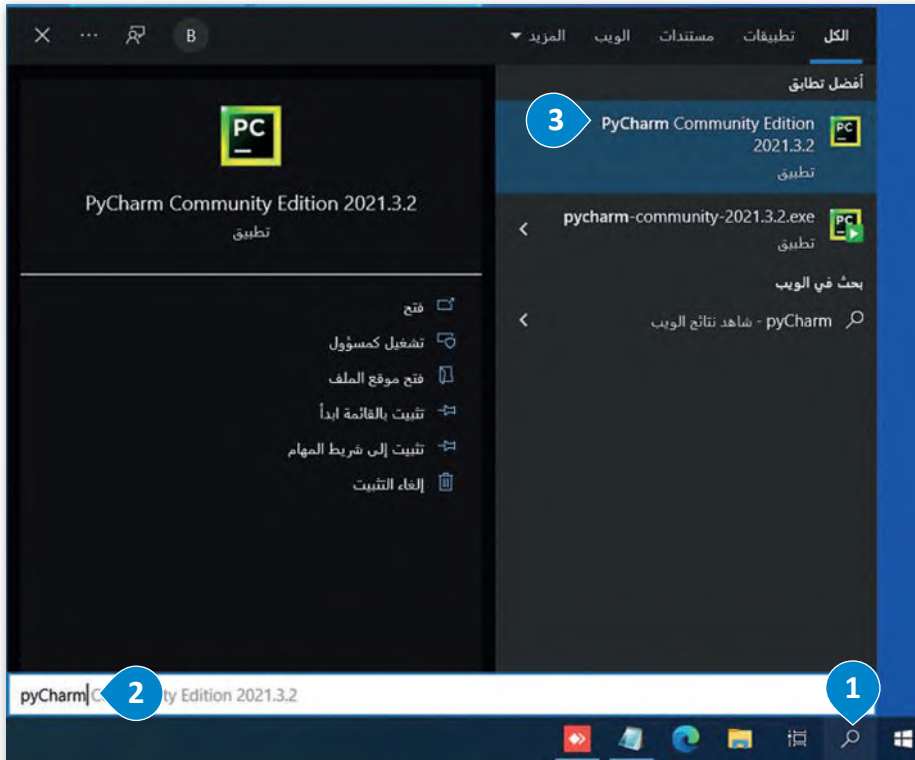 الكل
تطبيقات
مستندات
الويب
المزيد
B
أفضل تطابق
3
PyCharm Community Edition
2021.3.2
تطبيق
pycharm-community-2021.3.2.exe
تطبيق
بحث في الويب
pyCharm - شاهد نتائج الويب
PC
PyCharm Community Edition 2021.3.2
تطبيق
فتح
تشغيل كمسؤول
فتح موقع الملف
تثبيت بالقائمة ابدأ
تثبيت إلى شريط المهام
إلغاء التثبيت
pyCharm
2
ty Edition 2021.3.2
1